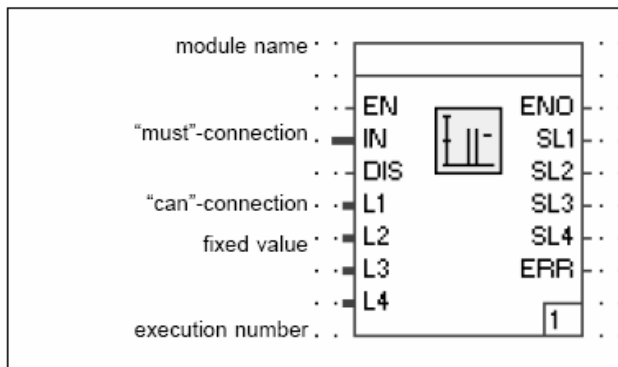 module name
EN ENO
"must"-connection IN SL1
DIS SL2
"can"-connection L1 SL3
fixed value L2 SL4
L3 ERR
L4
execution number 1